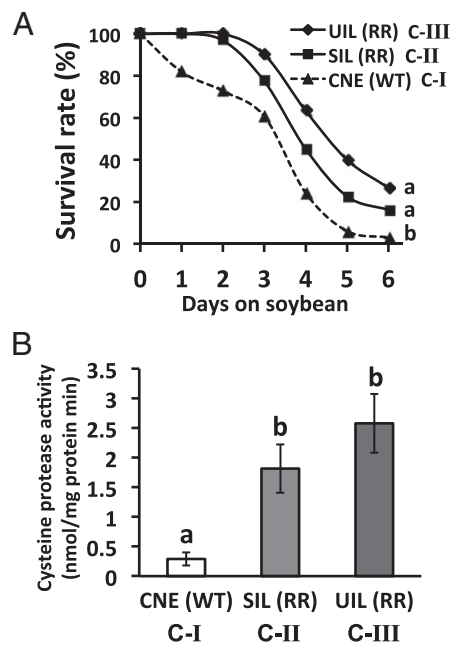 A
UIL (RR) C-III
SIL (RR) C-II
CNE (WT) C-I
Survival rate (%)
100
80
60
40
20
0
a
a
b
0 1 2 3 4 5 6
Days on soybean
B
Cysteine protease activity
(nmol/mg protein min)
3.5
3
2.5
2
1.5
1
0.5
0
a
b
b
CNE (WT) SIL (RR) UIL (RR)
C-I C-II C-III